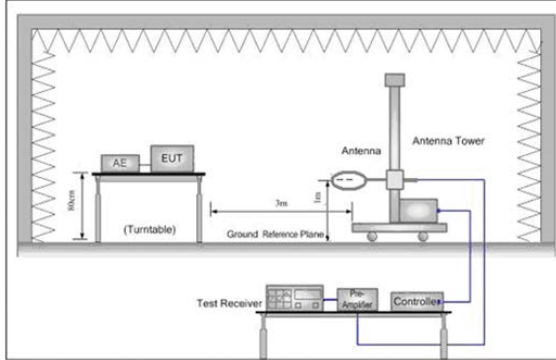 Antenna
Antenna Tower
AE
EUT
80cm
(Turntable)
3m
1m
Ground Reference Plane
Test Receiver
Pre-
Amplifier
Controller